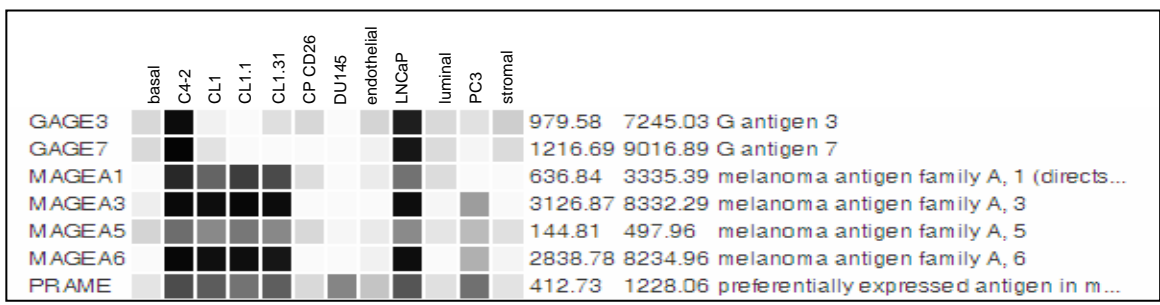 basal C4-2 CL1 CL1.1 CL1.31 CP CD26 DU145 endothelial LNCaP luminal PC3 stromal
GAGE3 979.58 7245.03 G antigen 3
GAGE7 1216.69 9016.89 G antigen 7
MAGEA1 636.84 3335.39 melanoma antigen family A, 1 (directs...
MAGEA3 3126.87 8332.29 melanoma antigen family A, 3
MAGEA5 144.81 497.96 melanoma antigen family A, 5
MAGEA6 2838.78 8234.96 melanoma antigen family A, 6
PRAME 412.73 1228.06 preferentially expressed antigen in m...